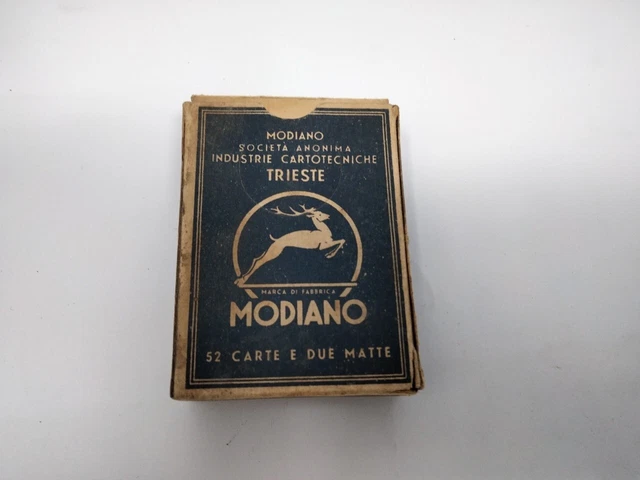 MODIANO
SOCIETÀ ANONIMA
INDUSTRIE CARTOTECNICHE
TRIESTE
MARCA DI FABBRICA
MODIANO
52 CARTE E DUE MATTE